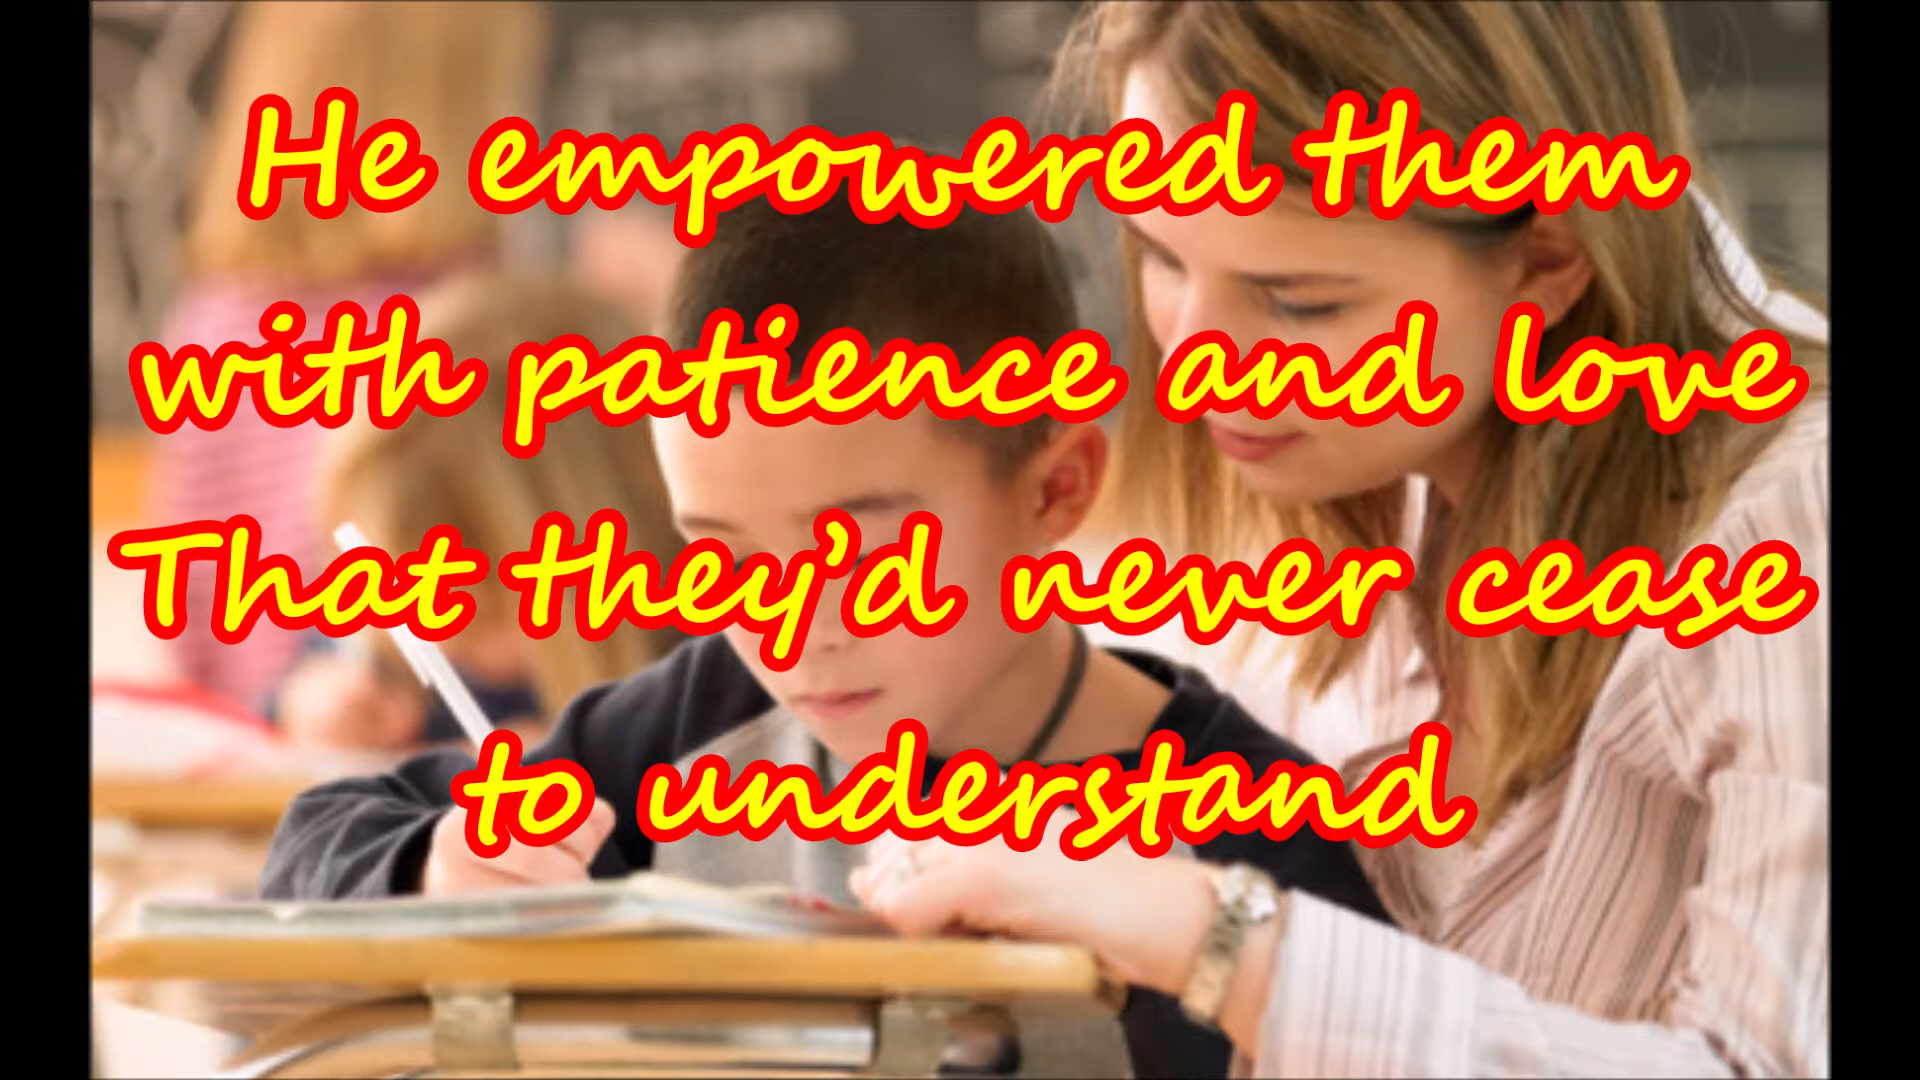 He empowered them
with patience and love
That they’d never cease
to understand